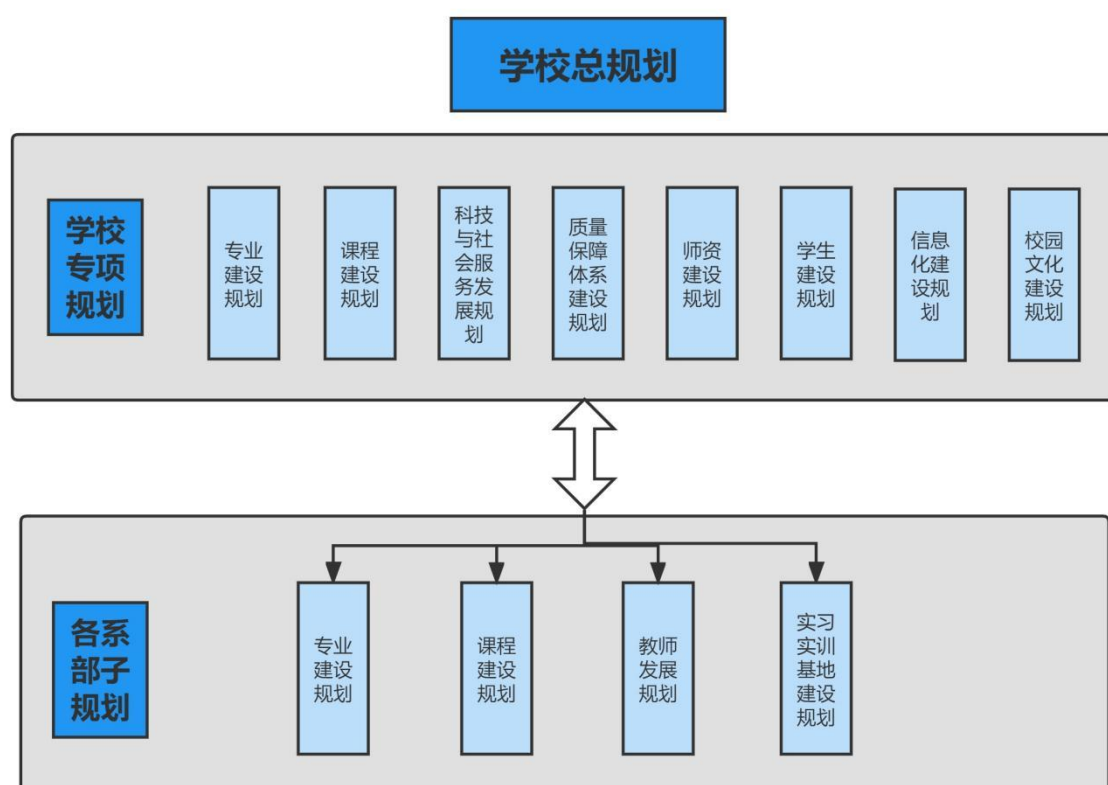 学校总规划
学校
专项
规划
专业
建设
规划
课程
建设
规划
科技
与社
会服
务发
展规
划
质量
保障
体系
建设
规划
师资
建设
规划
学生
建设
规划
信息
化建
设规
划
校园
文化
建设
规划
各系
部子
规划
专业
建设
规划
课程
建设
规划
教师
发展
规划
实习
实训
基地
建设
规划